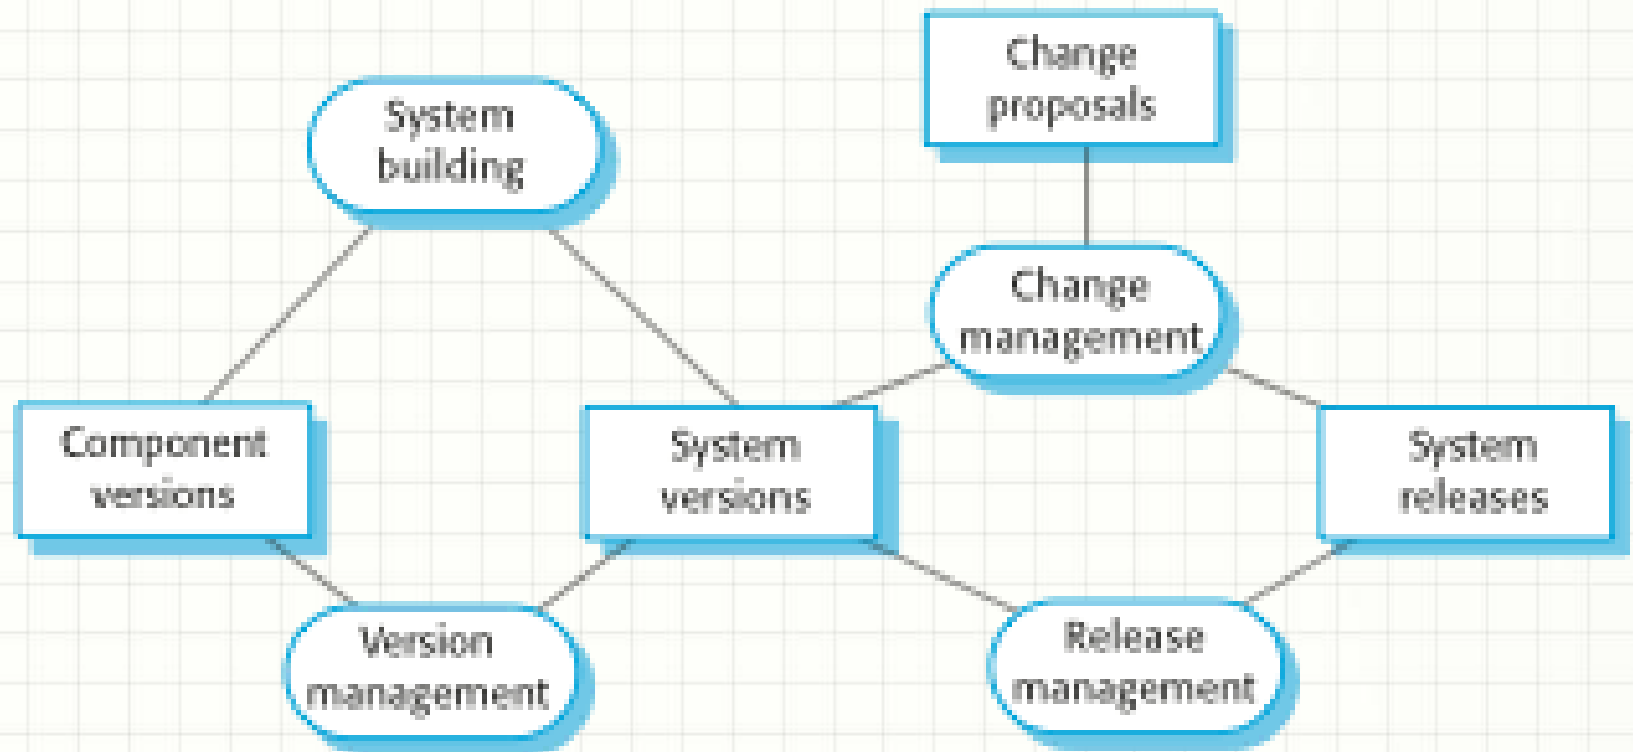 Change
proposals
System
building
Change
management
Component
versions
System
versions
System
releases
Version
management
Release
management